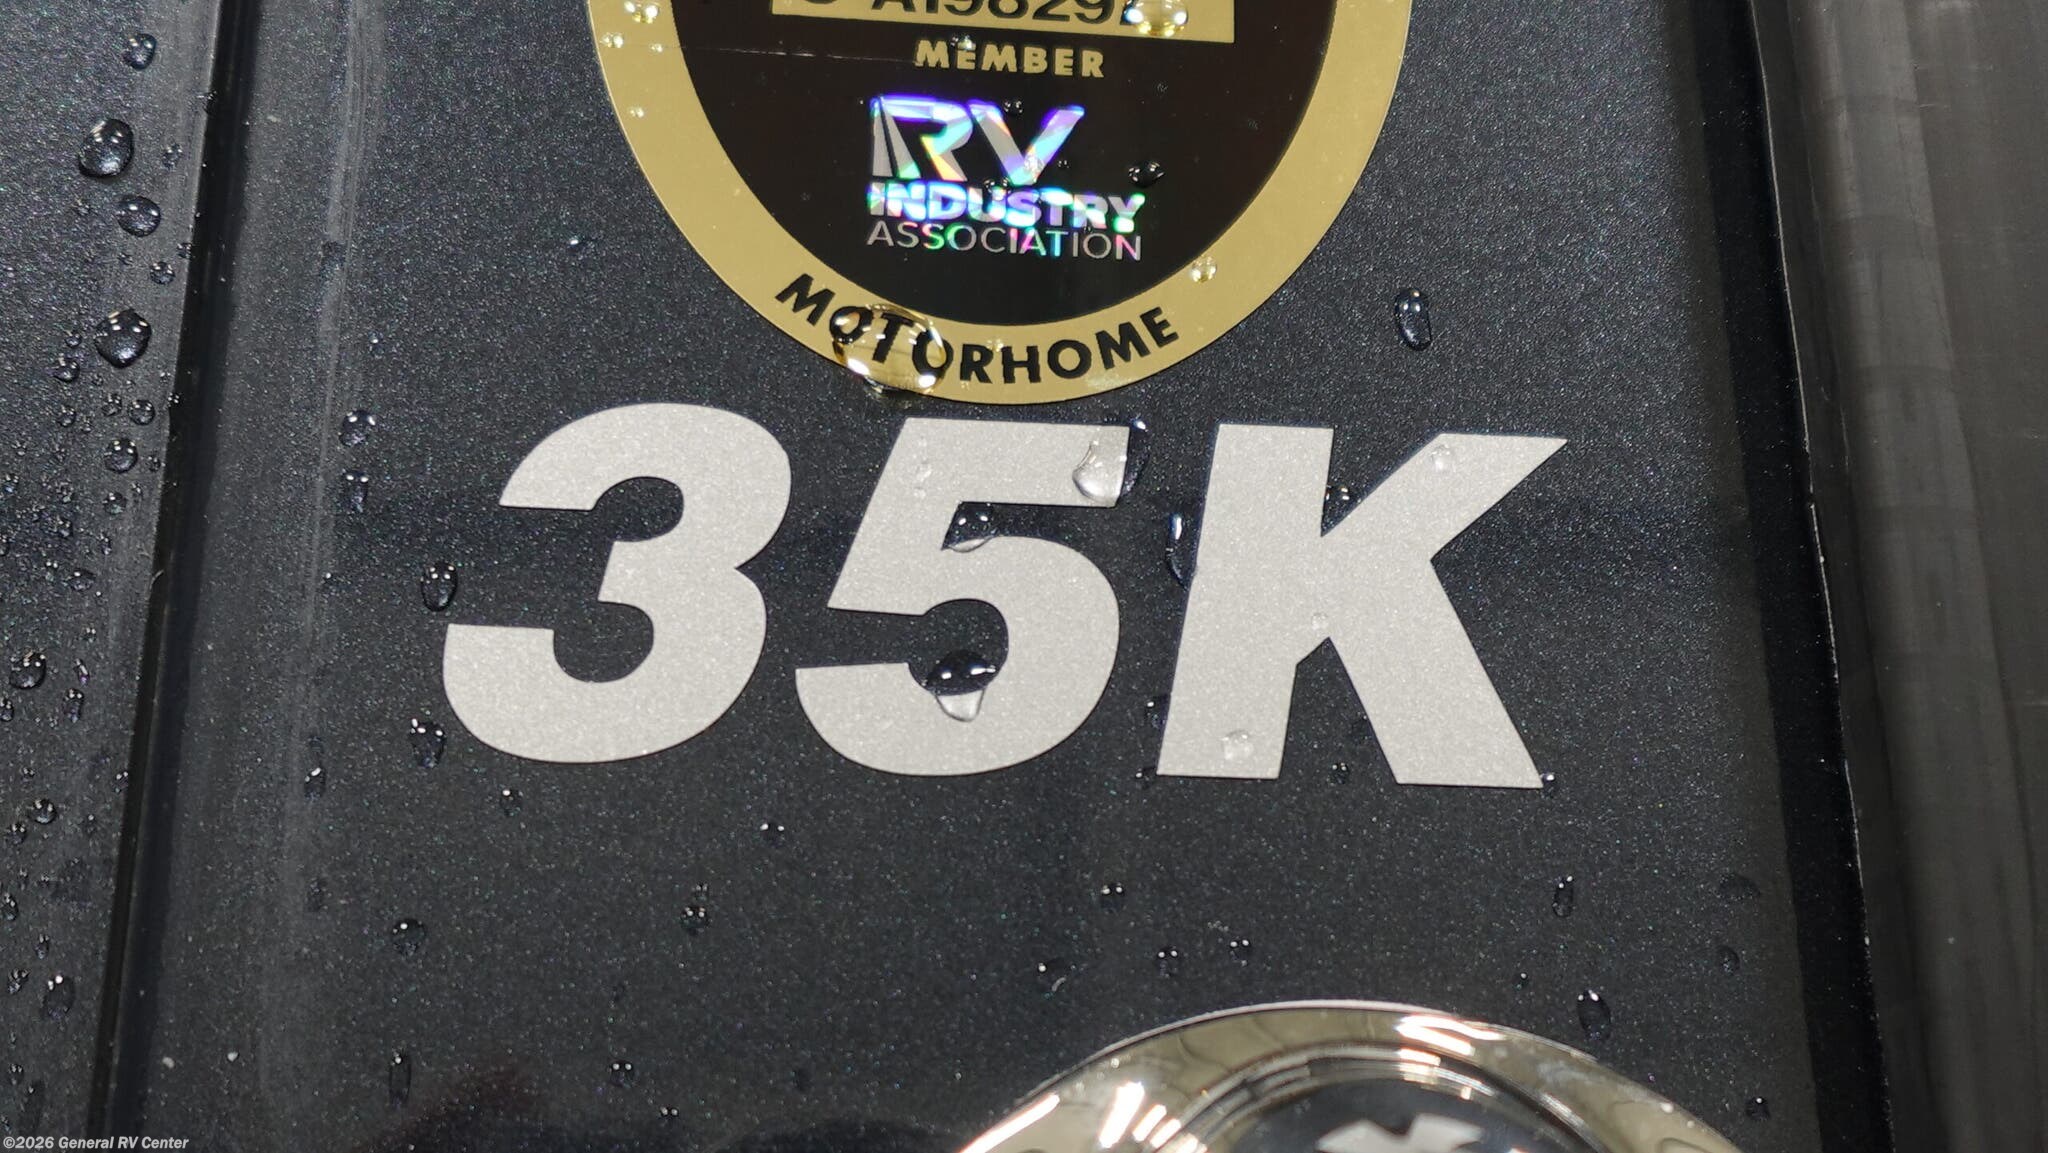 MEMBER
RV
INDUSTRY
ASSOCIATION
MOTORHOME
35K
©2026 General RV Center